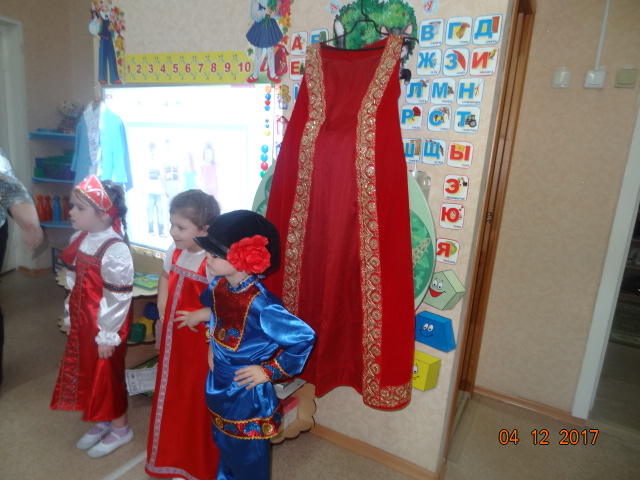 1 2 3 4 5 6 7 8 9 10
А В Г Д
Е Ж З И
Л М Н
Р С Т
Ш Щ Ы
Э
Ю
Я
04 12 2017